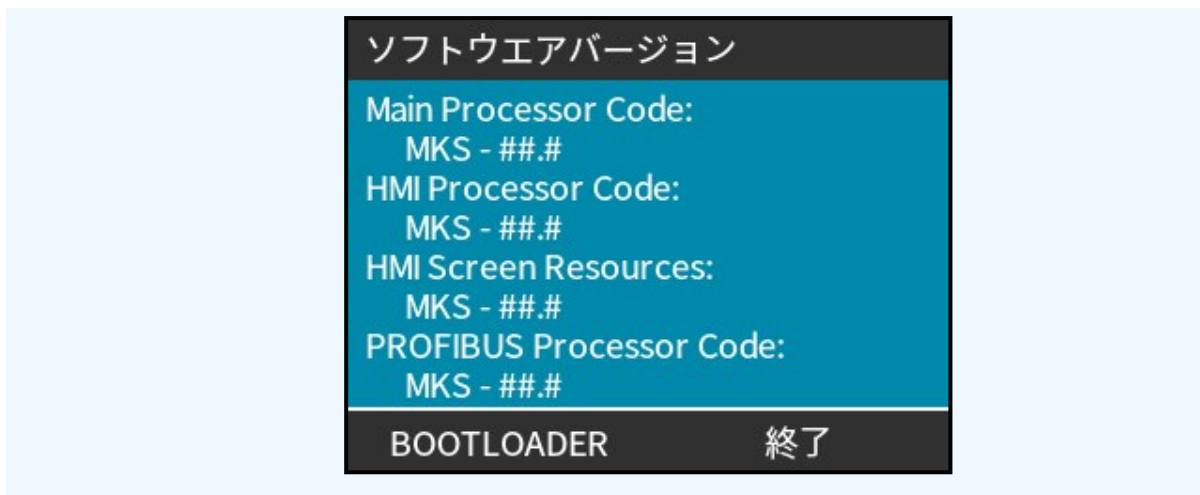 ソフトウエアバージョン
Main Processor Code:
MKS - ##.#
HMI Processor Code:
MKS - ##.#
HMI Screen Resources:
MKS - ##.#
PROFIBUS Processor Code:
MKS - ##.#
BOOTLOADER 終了